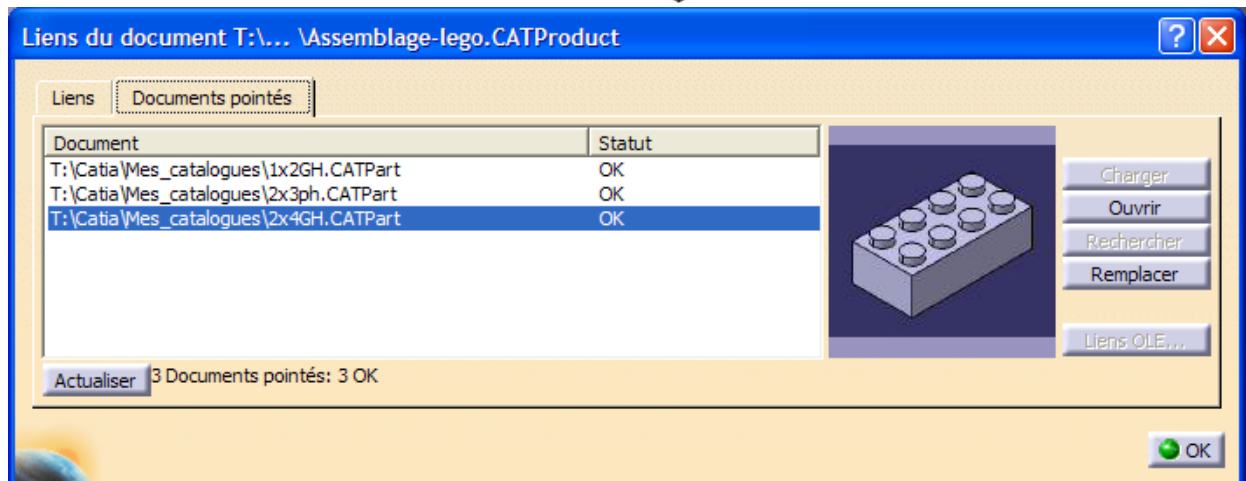 Liens du document T:\... \Assemblage-lego.CATProduct
Liens Documents pointés
Document Statut
T:\Catia\Mes_catalogues\1x2GH.CATPart OK
T:\Catia\Mes_catalogues\2x3ph.CATPart OK
T:\Catia\Mes_catalogues\2x4GH.CATPart OK
Charger
Ouvrir
Rechercher
Remplacer
Liens OLE...
Actualiser 3 Documents pointés: 3 OK
OK